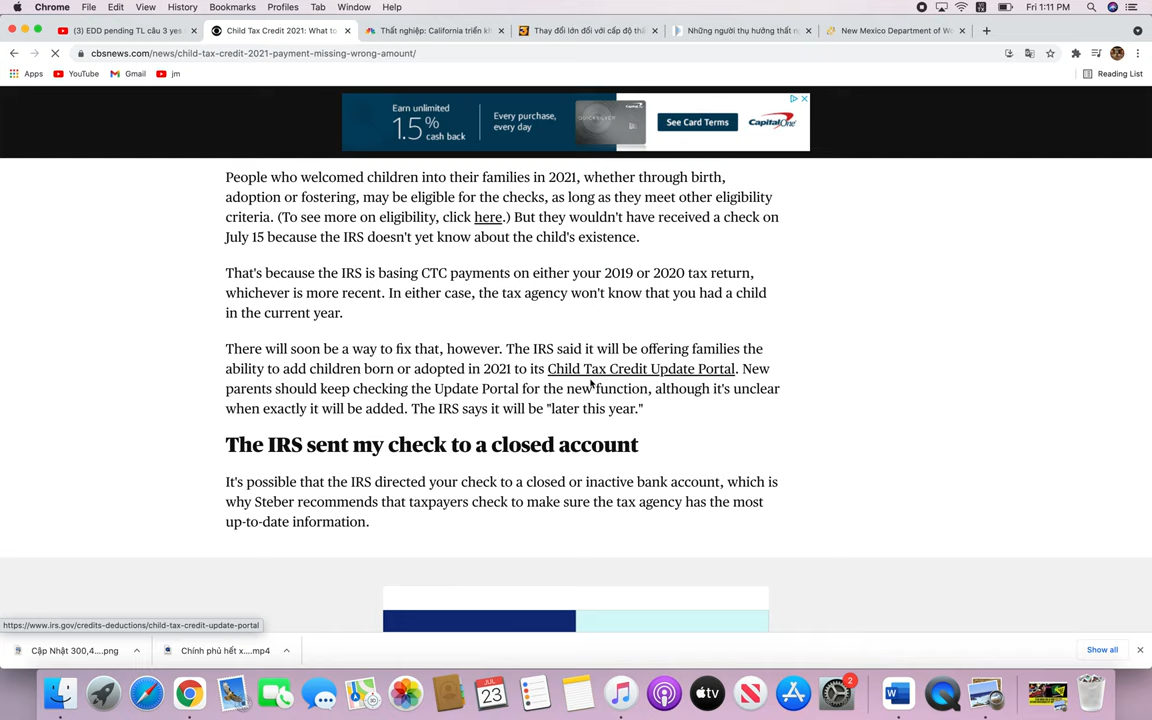 Chrome File Edit View History Bookmarks Profiles Tab Window Help Fri 1:11 PM
(3) EDD pending TL câu 3 yes Child Tax Credit 2021: What to Thất nghiệp: California triển kh Thay đổi lớn đối với cấp độ thấ Những người thụ hưởng thất n New Mexico Department of W
cbsnews.com/news/child-tax-credit-2021-payment-missing-wrong-amount/
Apps YouTube Gmail jm Reading List
Earn unlimited
1.5%
cash back
Every purchase,
every day
QUICKSILVER
See Card Terms
Capital One
People who welcomed children into their families in 2021, whether through birth,
adoption or fostering, may be eligible for the checks, as long as they meet other eligibility
criteria. (To see more on eligibility, click here.) But they wouldn't have received a check on
July 15 because the IRS doesn't yet know about the child's existence.
That's because the IRS is basing CTC payments on either your 2019 or 2020 tax return,
whichever is more recent. In either case, the tax agency won't know that you had a child
in the current year.
There will soon be a way to fix that, however. The IRS said it will be offering families the
ability to add children born or adopted in 2021 to its Child Tax Credit Update Portal. New
parents should keep checking the Update Portal for the new function, although it's unclear
when exactly it will be added. The IRS says it will be "later this year."
The IRS sent my check to a closed account
It's possible that the IRS directed your check to a closed or inactive bank account, which is
why Steber recommends that taxpayers check to make sure the tax agency has the most
up-to-date information.
https://www.irs.gov/credits-deductions/child-tax-credit-update-portal
Cập Nhật 300,4....png Chính phủ hết x....mp4 Show all
JUL
23
tv
2
W